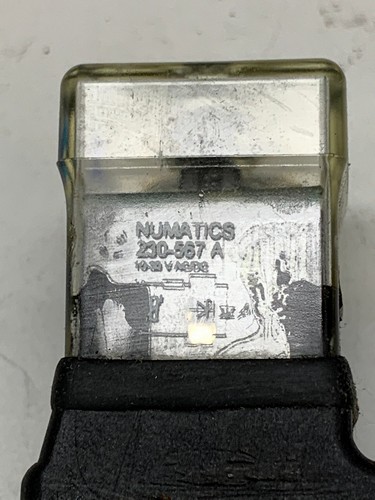 NUMATICS
230-567 A
10-30 V AC/DC